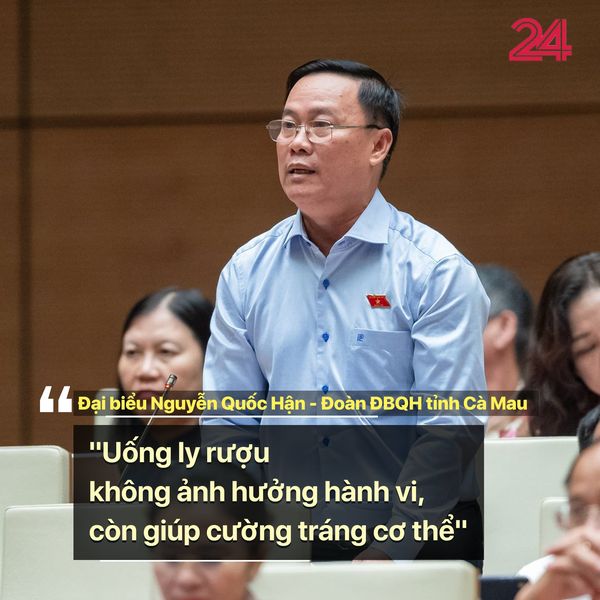 24
Đại biểu Nguyễn Quốc Hận - Đoàn ĐBQH tỉnh Cà Mau
"Uống ly rượu
không ảnh hưởng hành vi,
còn giúp cường tráng cơ thể"